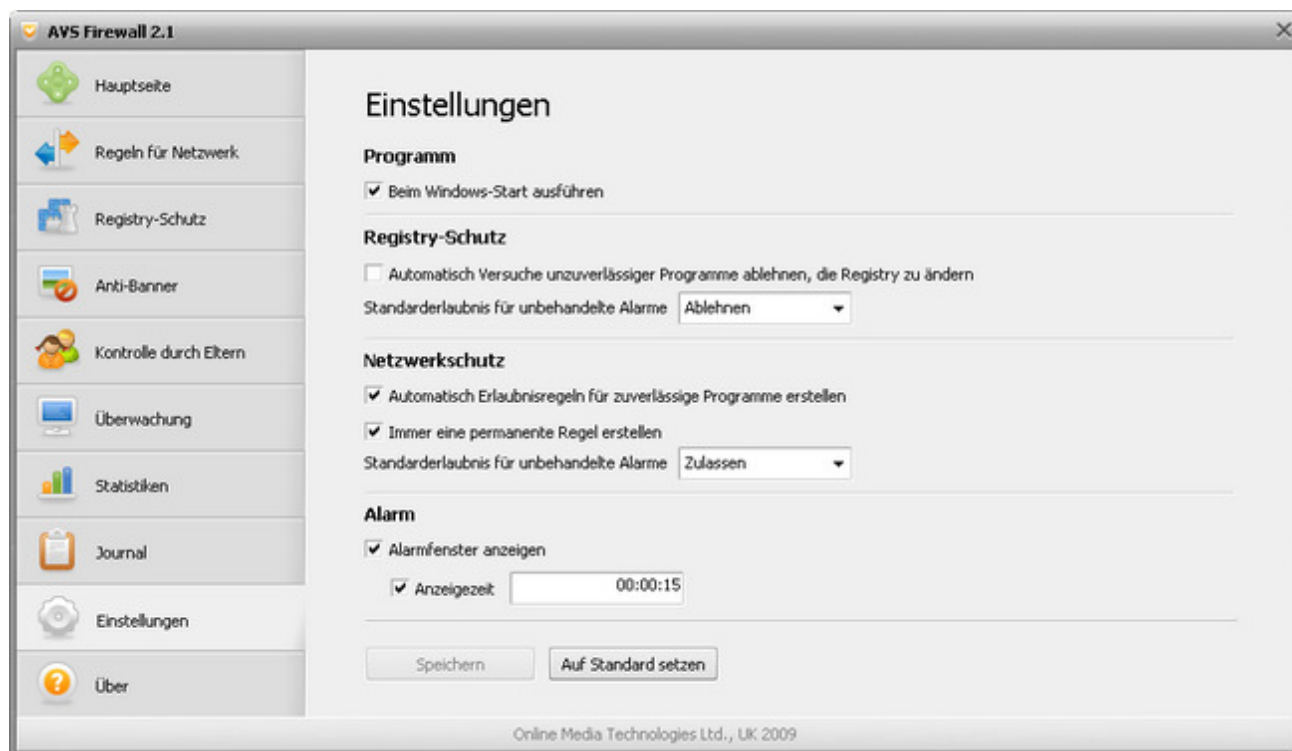 AVS Firewall 2.1
Hauptseite
Regeln für Netzwerk
Registry-Schutz
Anti-Banner
Kontrolle durch Eltern
Überwachung
Statistiken
Journal
Einstellungen
Über
Einstellungen
Programm
Beim Windows-Start ausführen
Registry-Schutz
Automatisch Versuche unzuverlässiger Programme ablehnen, die Registry zu ändern
Standarderlaubnis für unbehandelte Alarme Ablehnen
Netzwerkschutz
Automatisch Erlaubnisregeln für zuverlässige Programme erstellen
Immer eine permanente Regel erstellen
Standarderlaubnis für unbehandelte Alarme Zulassen
Alarm
Alarmfenster anzeigen
Anzeigezeit 00:00:15
Speichern Auf Standard setzen
Online Media Technologies Ltd., UK 2009